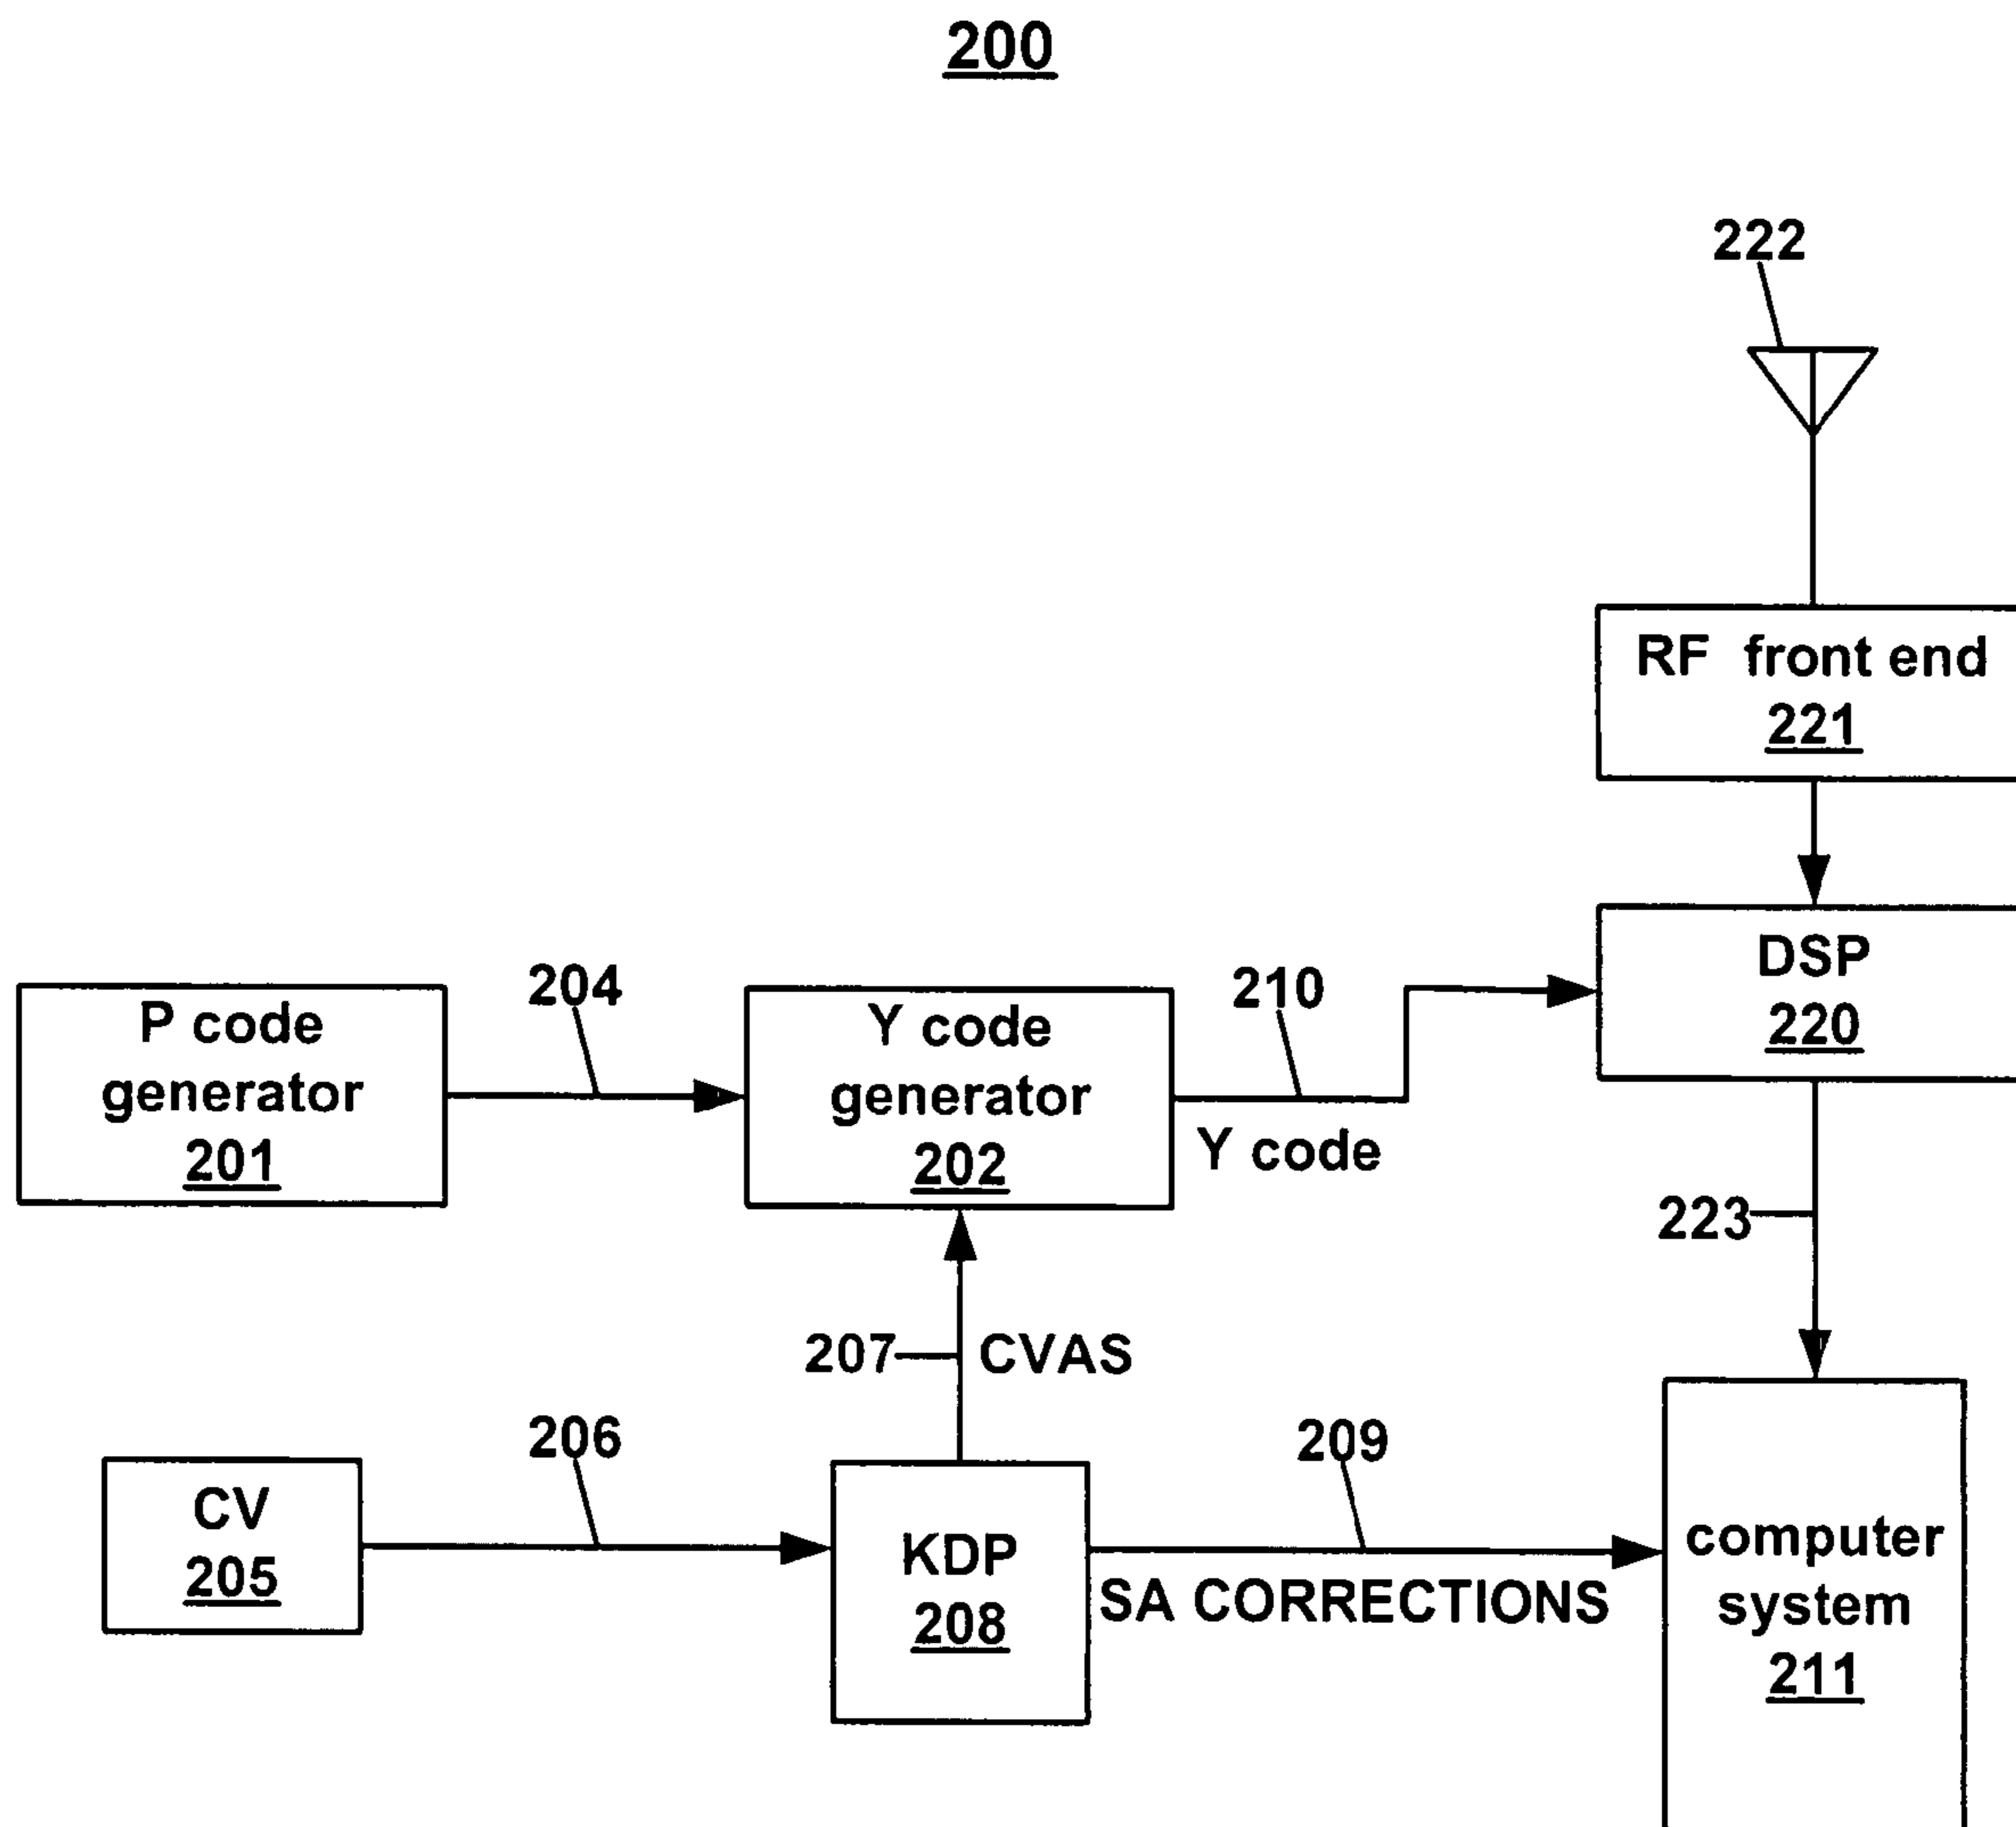 200
222
RF front end
221
DSP
220
204
210
P code
generator
201
Y code
generator
202
Y code
223
207
CVAS
206
209
CV
205
KDP
208
SA CORRECTIONS
computer
system
211